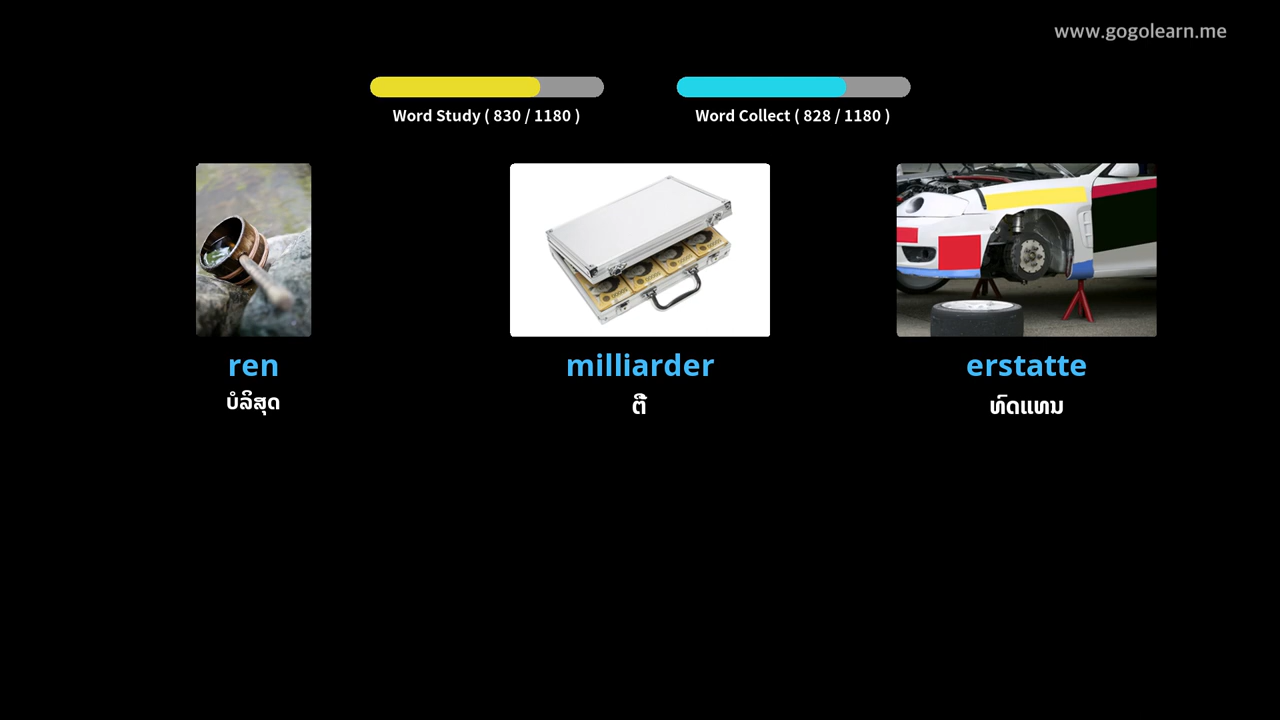 www.gogolearn.me
Word Study ( 830 / 1180 )
Word Collect ( 828 / 1180 )
ren
milliarder
erstatte
ບໍລິສຸດ
ຕື້
ທົດແທນ